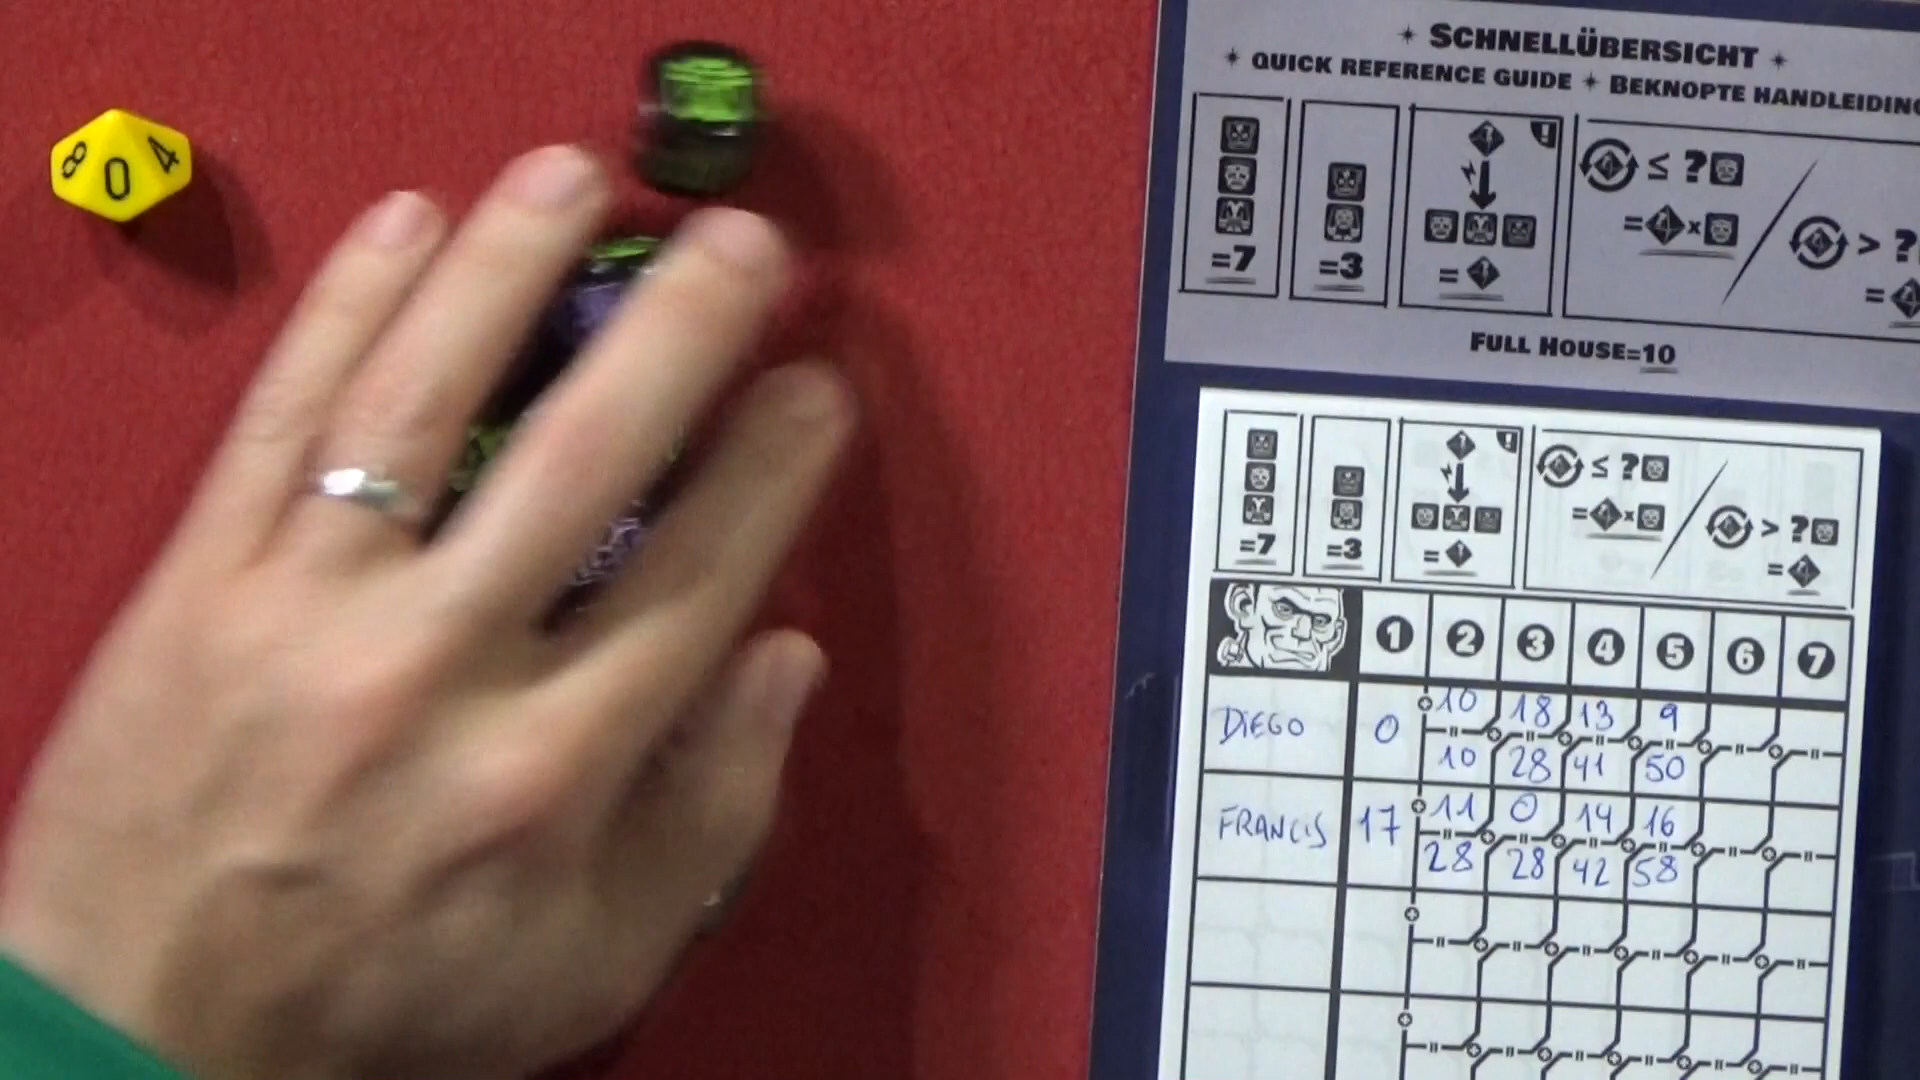 8 0 4
SCHNELLÜBERSICHT
QUICK REFERENCE GUIDE BEKNOPTE HANDLEIDING
=7 =3 = ≤ ? = x / > ? =
FULL HOUSE=10
=7 =3 = ≤ ? = x / > ? =
1 2 3 4 5 6 7
DIEGO 0 10 18 13 9
10 28 41 50
FRANCIS 17 11 0 14 16
28 28 42 58